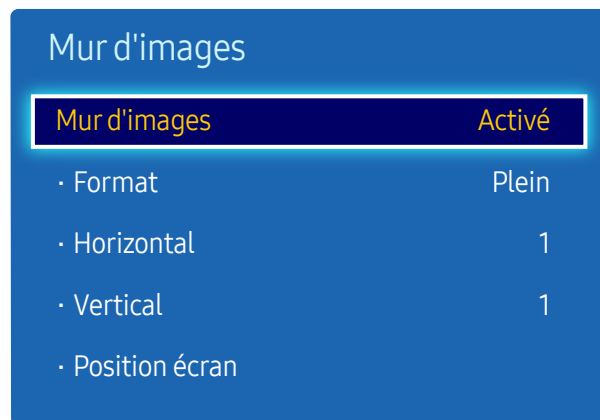 Mur d'images
Mur d'images Activé
· Format Plein
· Horizontal 1
· Vertical 1
· Position écran